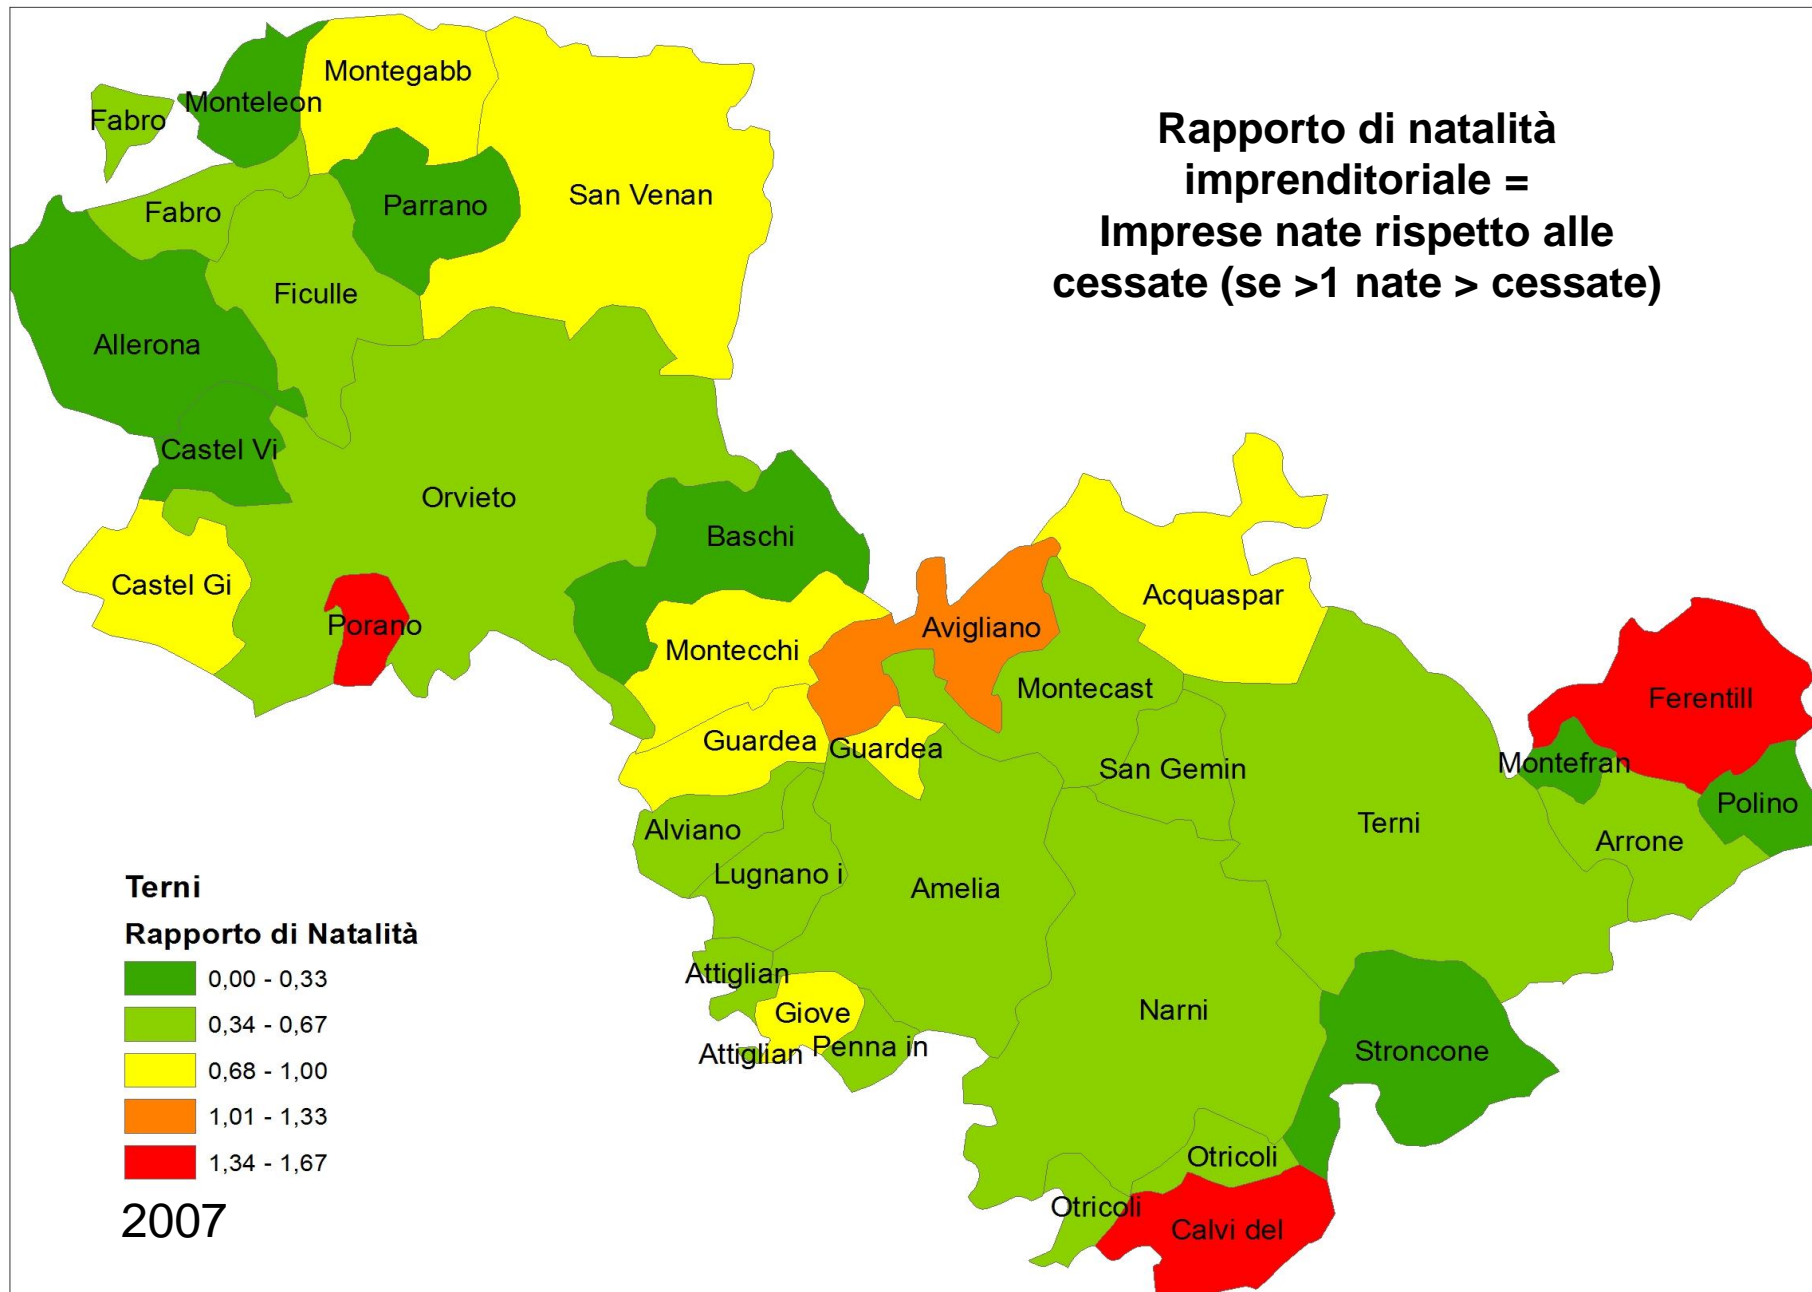 Rapporto di natalità
imprenditoriale =
Imprese nate rispetto alle
cessate (se >1 nate > cessate)
Montegabb
Monteleon
Fabro
San Venan
Parrano
Fabro
Ficulle
Allerona
Castel Vi
Orvieto
Baschi
Castel Gi
Acquaspar
Porano
Avigliano
Montecchi
Montecast
Ferentill
Guardea
Guardea
San Gemin
Montefran
Polino
Terni
Alviano
Arrone
Lugnano i
Amelia
Attiglian
Giove
Narni
Penna in
Attiglian
Stroncone
Otricoli
Otricoli
Calvi del
Terni
Rapporto di Natalità
0,00 - 0,33
0,34 - 0,67
0,68 - 1,00
1,01 - 1,33
1,34 - 1,67
2007